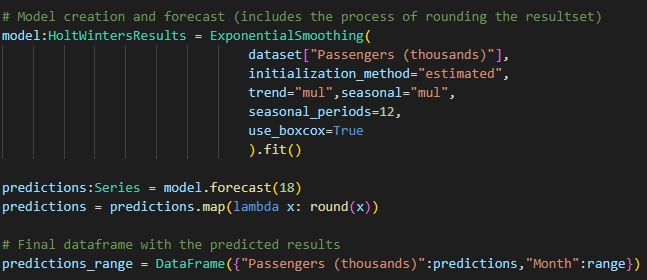 # Model creation and forecast (includes the process of rounding the resultset)
model:HoltWintersResults = ExponentialSmoothing(
dataset["Passengers (thousands)"],
initialization_method="estimated",
trend="mul",seasonal="mul",
seasonal_periods=12,
use_boxcox=True
).fit()
predictions:Series = model.forecast(18)
predictions = predictions.map(lambda x: round(x))
# Final dataframe with the predicted results
predictions_range = DataFrame({"Passengers (thousands)":predictions,"Month":range})